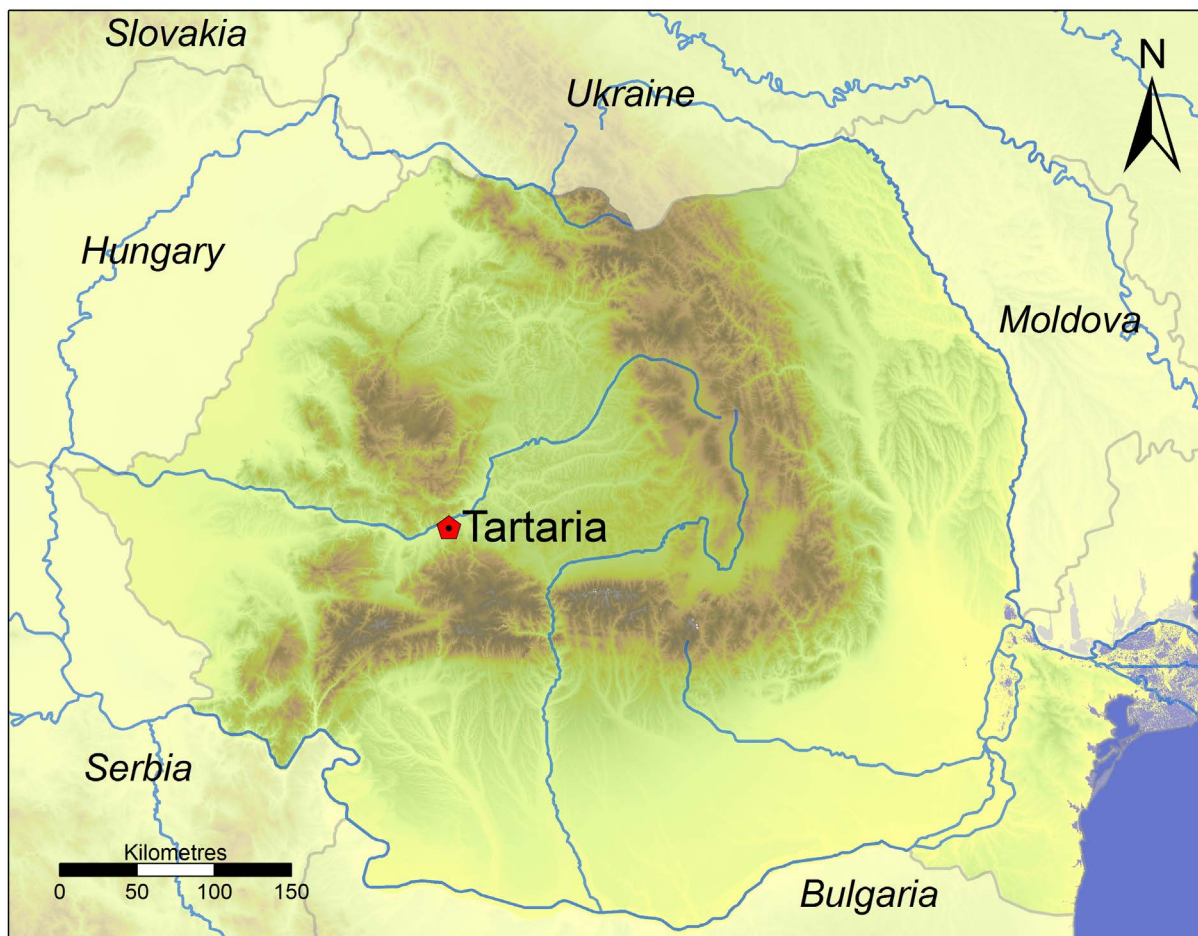 Slovakia
Ukraine
N
Hungary
Moldova
Tartaria
Serbia
Kilometres
0 50 100 150
Bulgaria